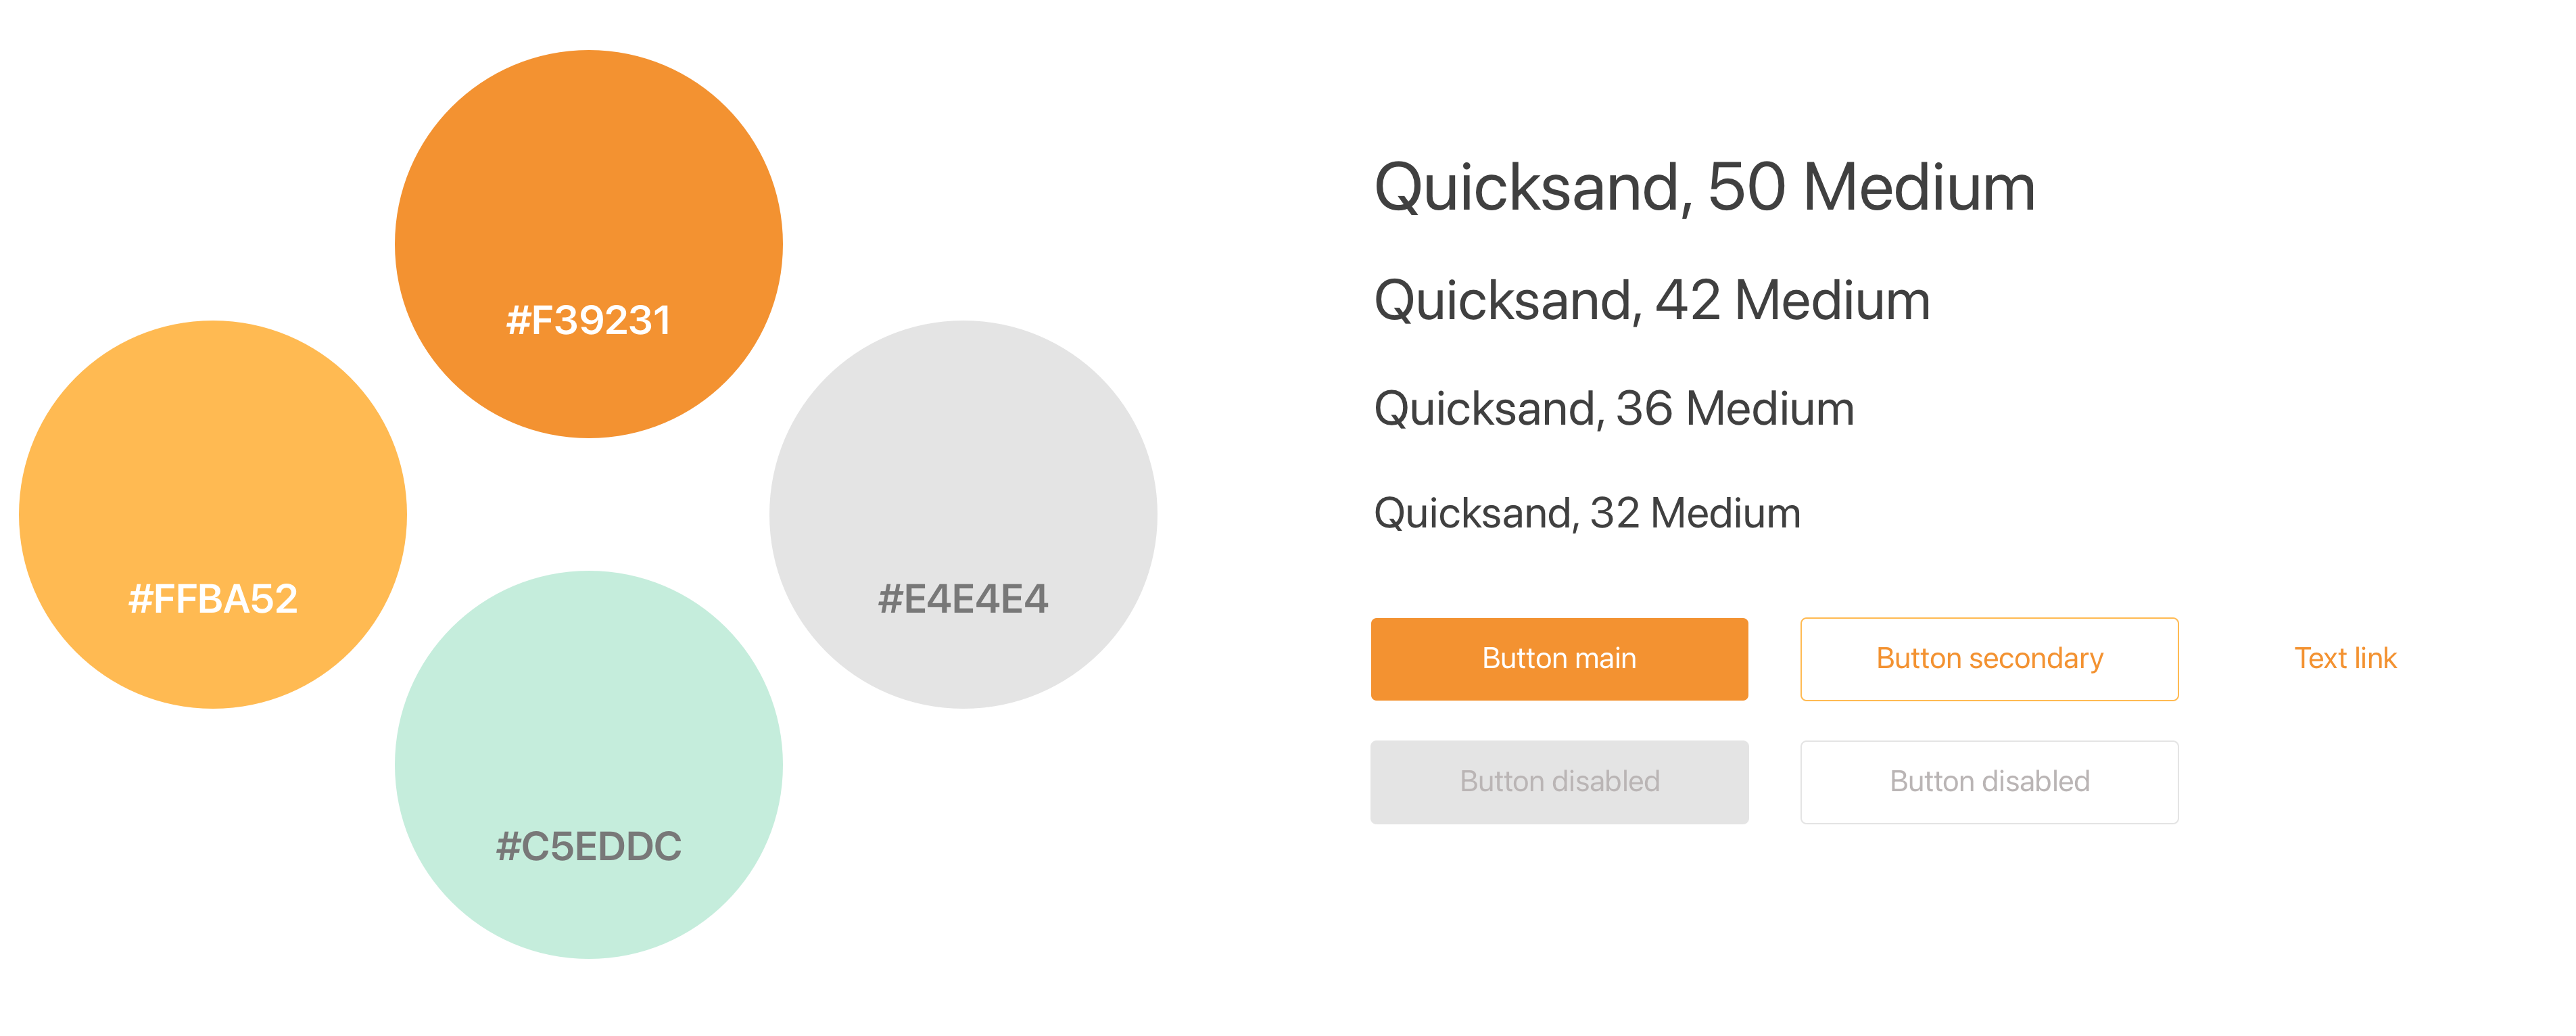 #F39231
#FFBA52
#E4E4E4
#C5EDDC
Quicksand, 50 Medium
Quicksand, 42 Medium
Quicksand, 36 Medium
Quicksand, 32 Medium
Button main
Button secondary
Text link
Button disabled
Button disabled